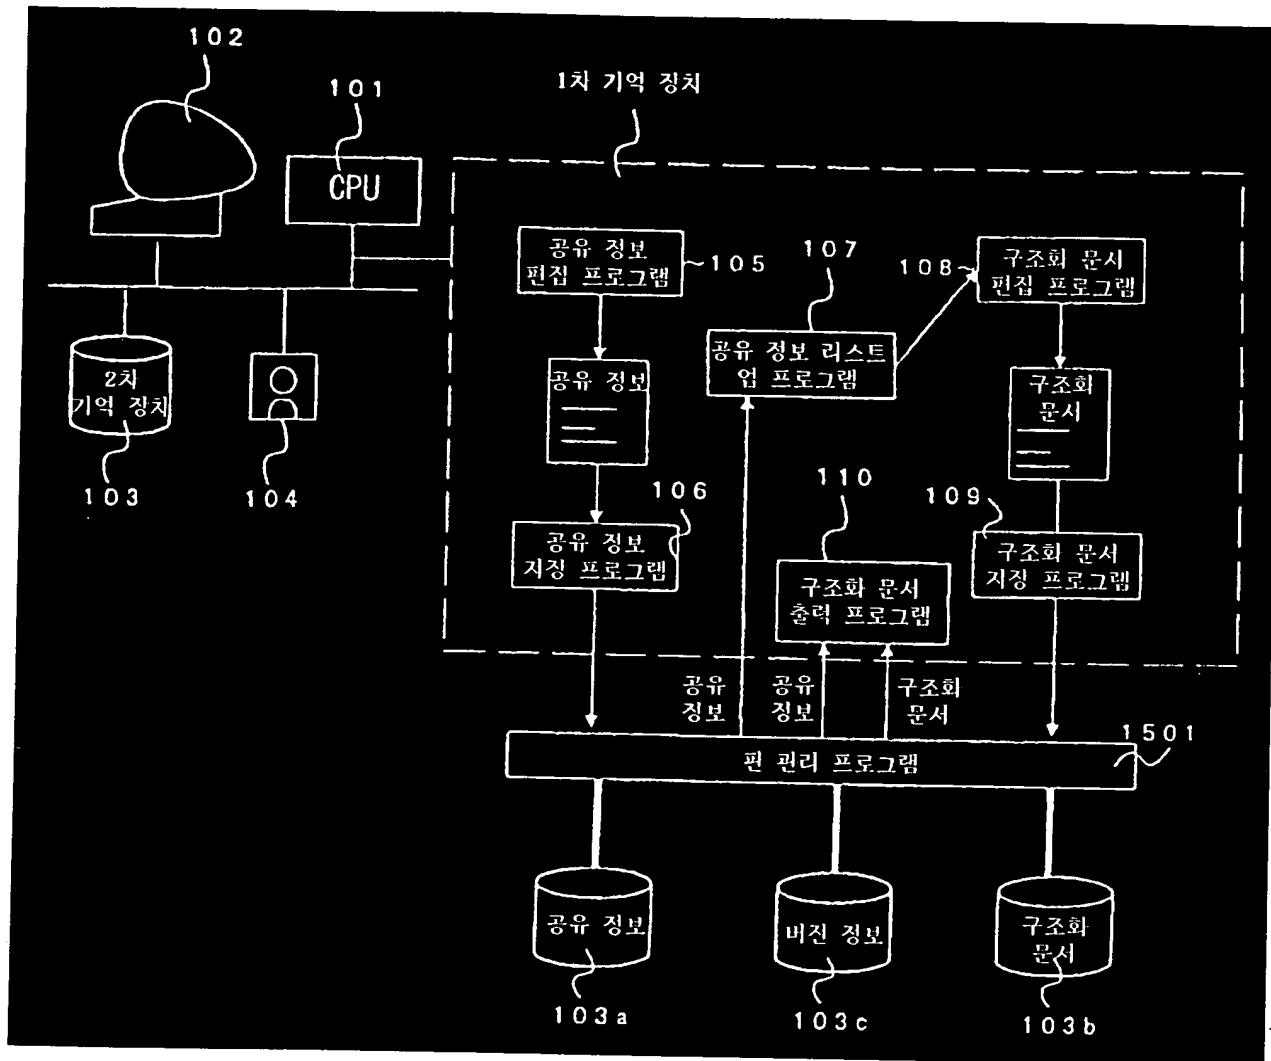 102
101
1차 기억 장치
CPU
공유 정보
편집 프로그램
105
107
108
구조화 문서
편집 프로그램
공유 정보 리스트
업 프로그램
2차
기억 장치
공유 정보
구조화
문서
103
104
106
110
109
공유 정보
저장 프로그램
구조화 문서
출력 프로그램
구조화 문서
저장 프로그램
공유
정보
공유
정보
구조화
문서
1501
판 관리 프로그램
공유 정보
버전 정보
구조화
문서
103a
103c
103b